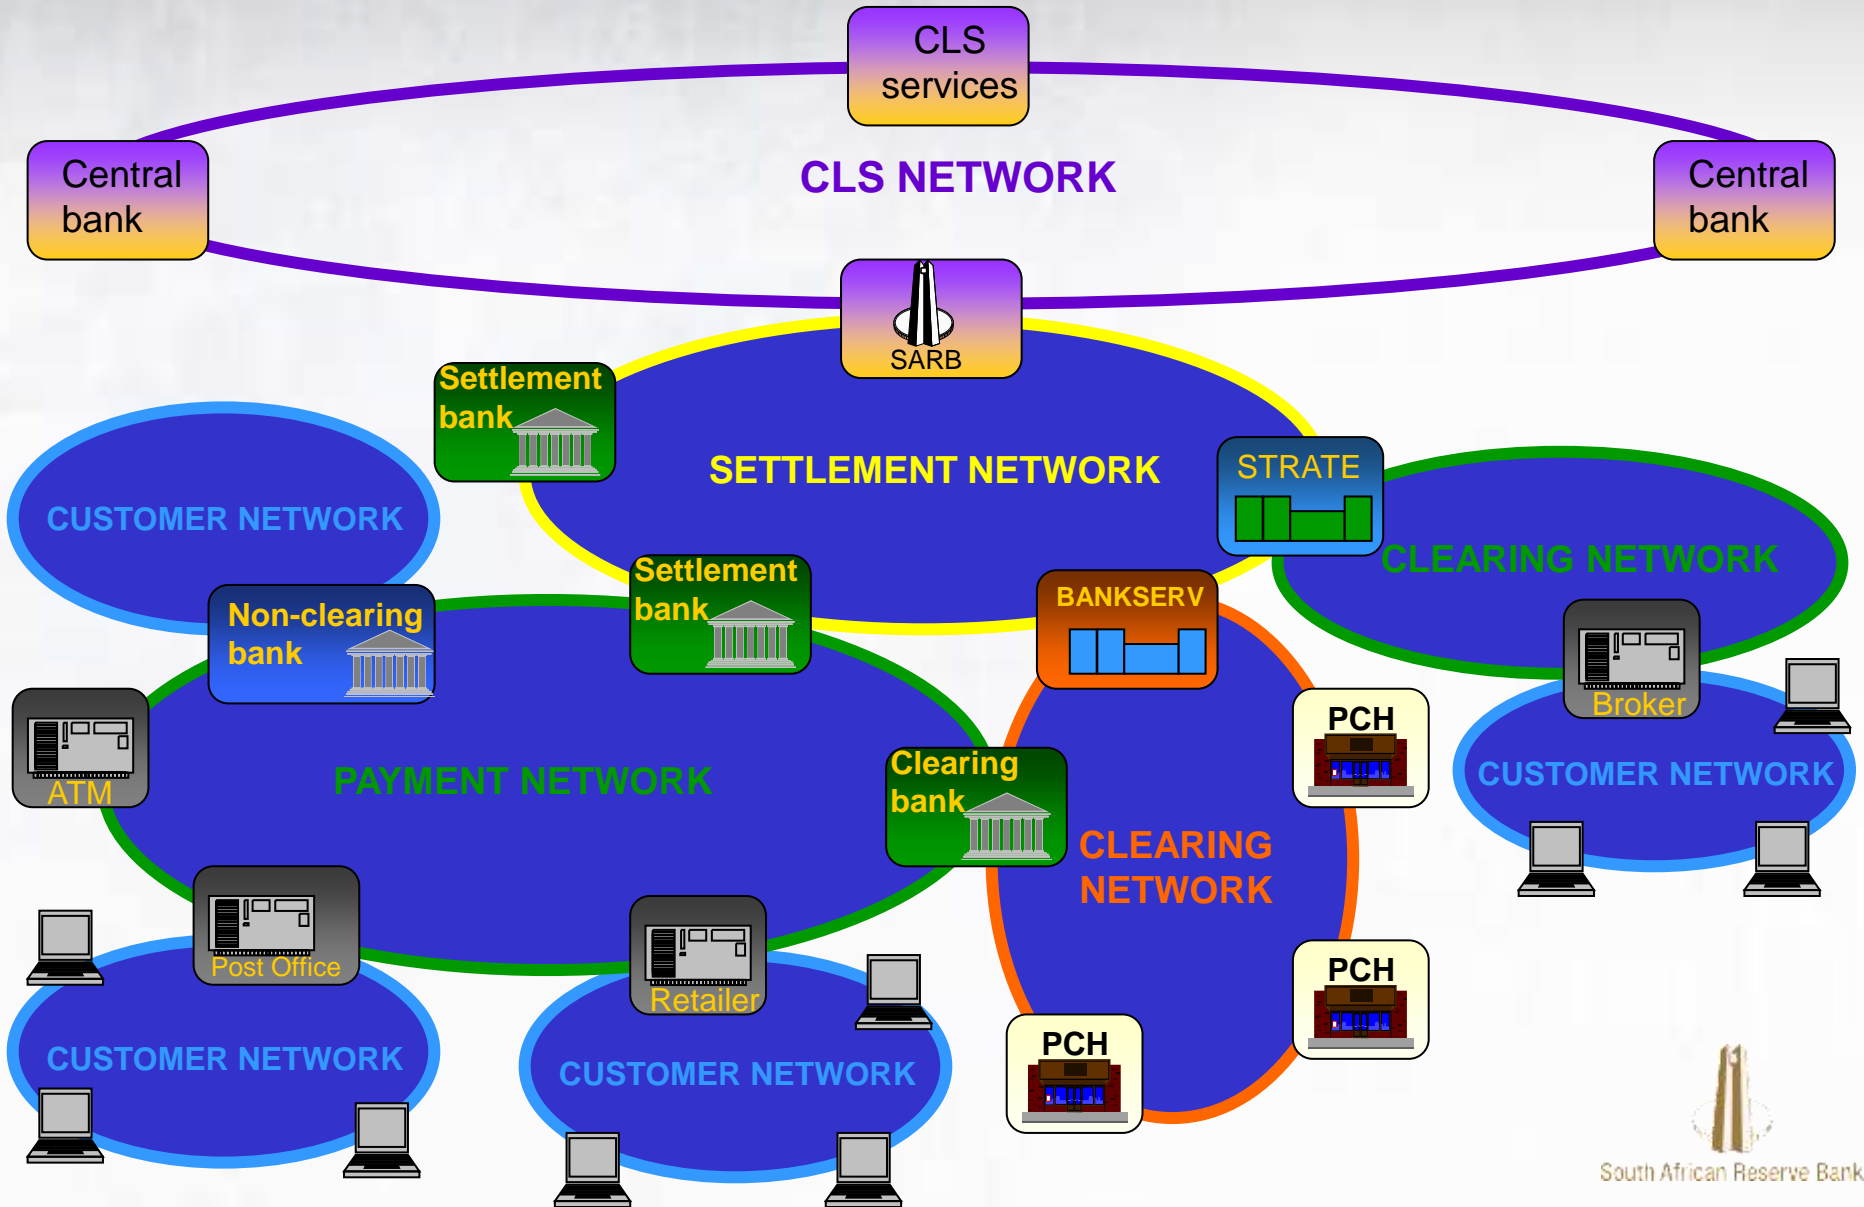 CLS
services
Central
bank
CLS NETWORK
Central
bank
SARB
Settlement
bank
SETTLEMENT NETWORK
STRATE
CUSTOMER NETWORK
CLEARING NETWORK
Settlement
bank
BANKSERV
Non-clearing
bank
Broker
PCH
ATM
PAYMENT NETWORK
Clearing
bank
CUSTOMER NETWORK
CLEARING
NETWORK
Post Office
Retailer
PCH
PCH
CUSTOMER NETWORK
CUSTOMER NETWORK
South African Reserve Bank